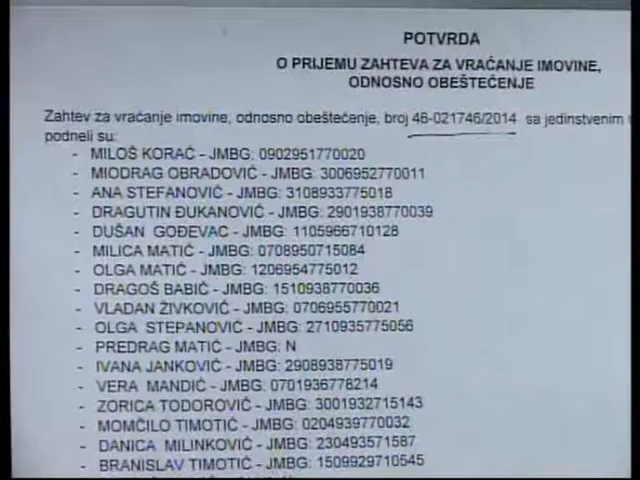 POTVRDA
O PRIJEMU ZAHTEVA ZA VRAĆANJE IMOVINE,
ODNOSNO OBEŠTEĆENJE
Zahtev za vraćanje imovine, odnosno obeštećenje, broj 46-021746/2014 sa jedinstvenim
podneli su:
- MILOŠ KORAĆ - JMBG: 0902951770020
- MIODRAG OBRADOVIĆ - JMBG: 3006952770011
- ANA STEFANOVIĆ - JMBG: 3108933775018
- DRAGUTIN ĐUKANOVIĆ - JMBG: 2901938770039
- DUŠAN GOĐEVAC - JMBG: 1105966710128
- MILICA MATIĆ - JMBG: 0708950715084
- OLGA MATIĆ - JMBG: 1206954775012
- DRAGOŠ BABIĆ - JMBG: 1510938770036
- VLADAN ŽIVKOVIĆ - JMBG: 0706955770021
- OLGA STEPANOVIĆ - JMBG: 2710935775056
- PREDRAG MATIĆ - JMBG: N
- IVANA JANKOVIĆ - JMBG: 2908938775019
- VERA MANDIĆ - JMBG: 0701936778214
- ZORICA TODOROVIĆ - JMBG: 3001932715143
- MOMČILO TIMOTIĆ - JMBG: 0204939770032
- DANICA MILINKOVIĆ - JMBG: 230493571587
- BRANISLAV TIMOTIĆ - JMBG: 1509929710545